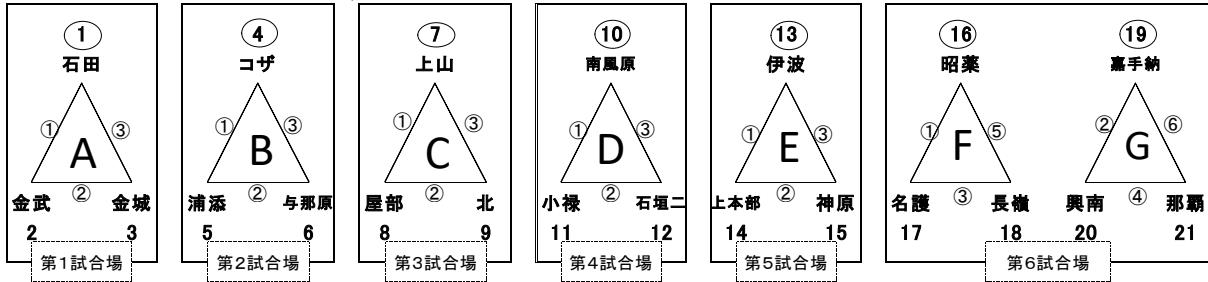 ① ④ ⑦ ⑩ ⑬ ⑯ ⑲
石田 コザ 上山 南風原 伊波 昭薬 嘉手納
① ③ ① ③ ① ③ ① ③ ① ③ ① ⑤ ② ⑥
A B C D E F G
② ② ② ② ② ③ ④
金武 金城 浦添 与那原 屋部 北 小禄 石垣二 上本部 神原 名護 長嶺 興南 那覇
2 3 5 6 8 9 11 12 14 15 17 18 20 21
第1試合場 第2試合場 第3試合場 第4試合場 第5試合場 第6試合場